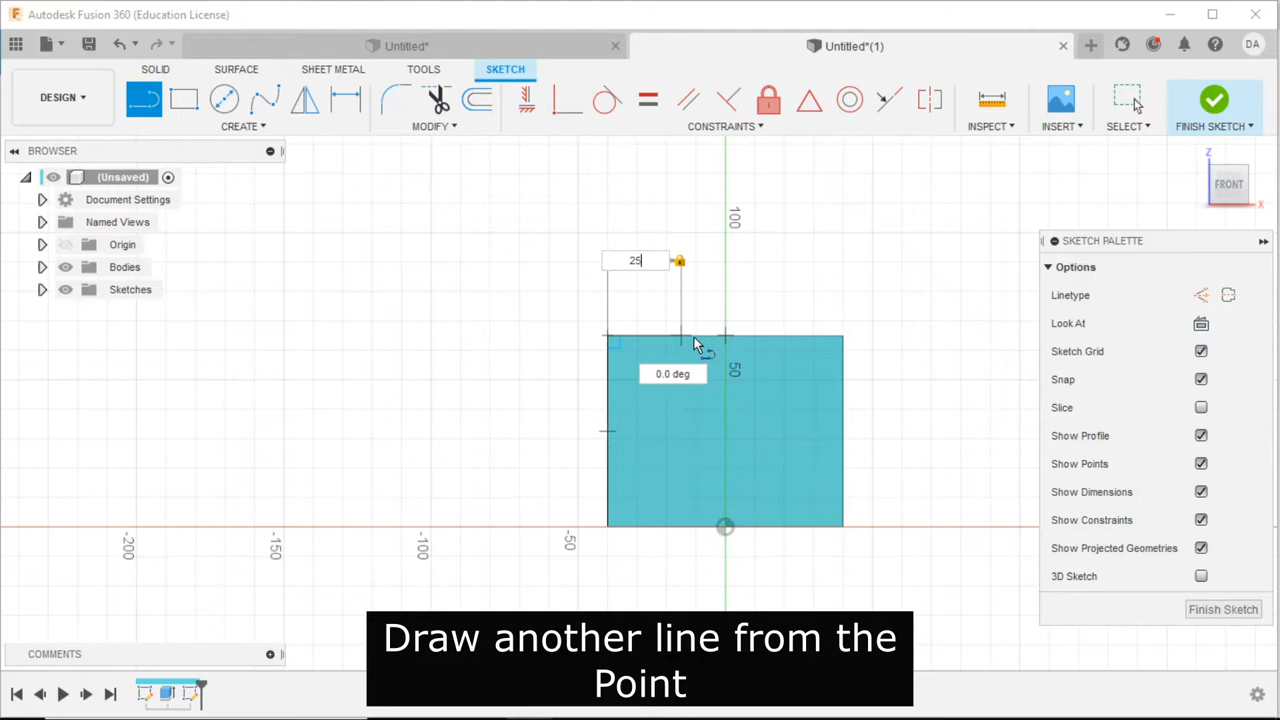 Autodesk Fusion 360 (Education License)
Untitled*
Untitled*(1)
DA
DESIGN
SOLID SURFACE SHEET METAL TOOLS SKETCH
CREATE MODIFY CONSTRAINTS INSPECT INSERT SELECT FINISH SKETCH
BROWSER
(Unsaved)
Document Settings
Named Views
Origin
Bodies
Sketches
Z
FRONT
X
100
25
0.0 deg
50
-200
-150
-100
-50
SKETCH PALETTE
Options
Linetype
Look At
Sketch Grid
Snap
Slice
Show Profile
Show Points
Show Dimensions
Show Constraints
Show Projected Geometries
3D Sketch
Finish Sketch
COMMENTS
Draw another line from the
Point